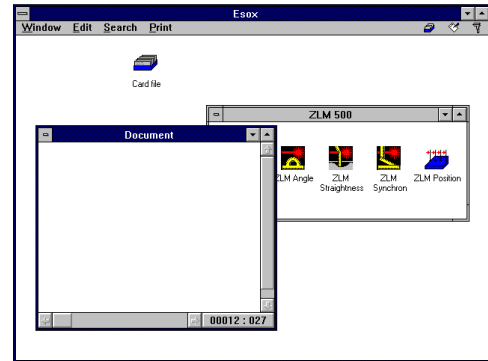 Esox
Window Edit Search Print
Card file
ZLM 500
Document
ZLM Angle ZLM Straightness ZLM Synchron ZLM Position
00012 : 027